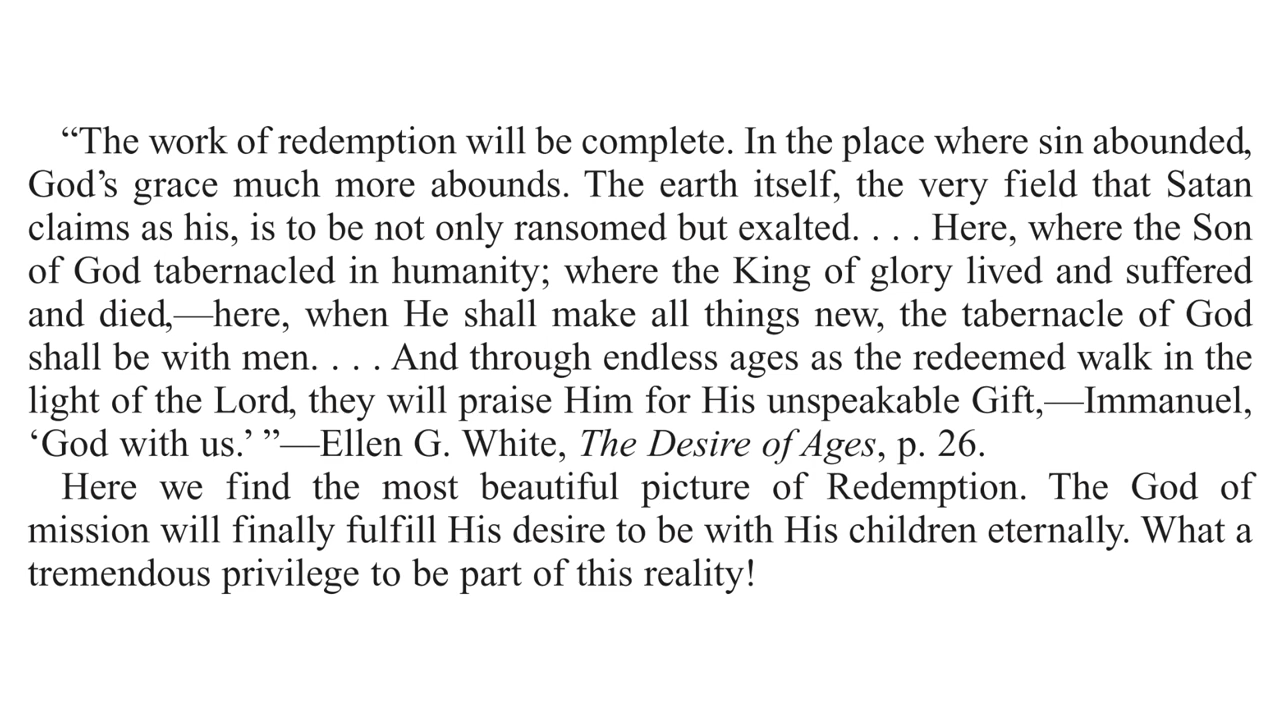 “The work of redemption will be complete. In the place where sin abounded,
God’s grace much more abounds. The earth itself, the very field that Satan
claims as his, is to be not only ransomed but exalted. . . . Here, where the Son
of God tabernacled in humanity; where the King of glory lived and suffered
and died,—here, when He shall make all things new, the tabernacle of God
shall be with men. . . . And through endless ages as the redeemed walk in the
light of the Lord, they will praise Him for His unspeakable Gift,—Immanuel,
‘God with us.’ ”—Ellen G. White, The Desire of Ages, p. 26.
Here we find the most beautiful picture of Redemption. The God of
mission will finally fulfill His desire to be with His children eternally. What a
tremendous privilege to be part of this reality!